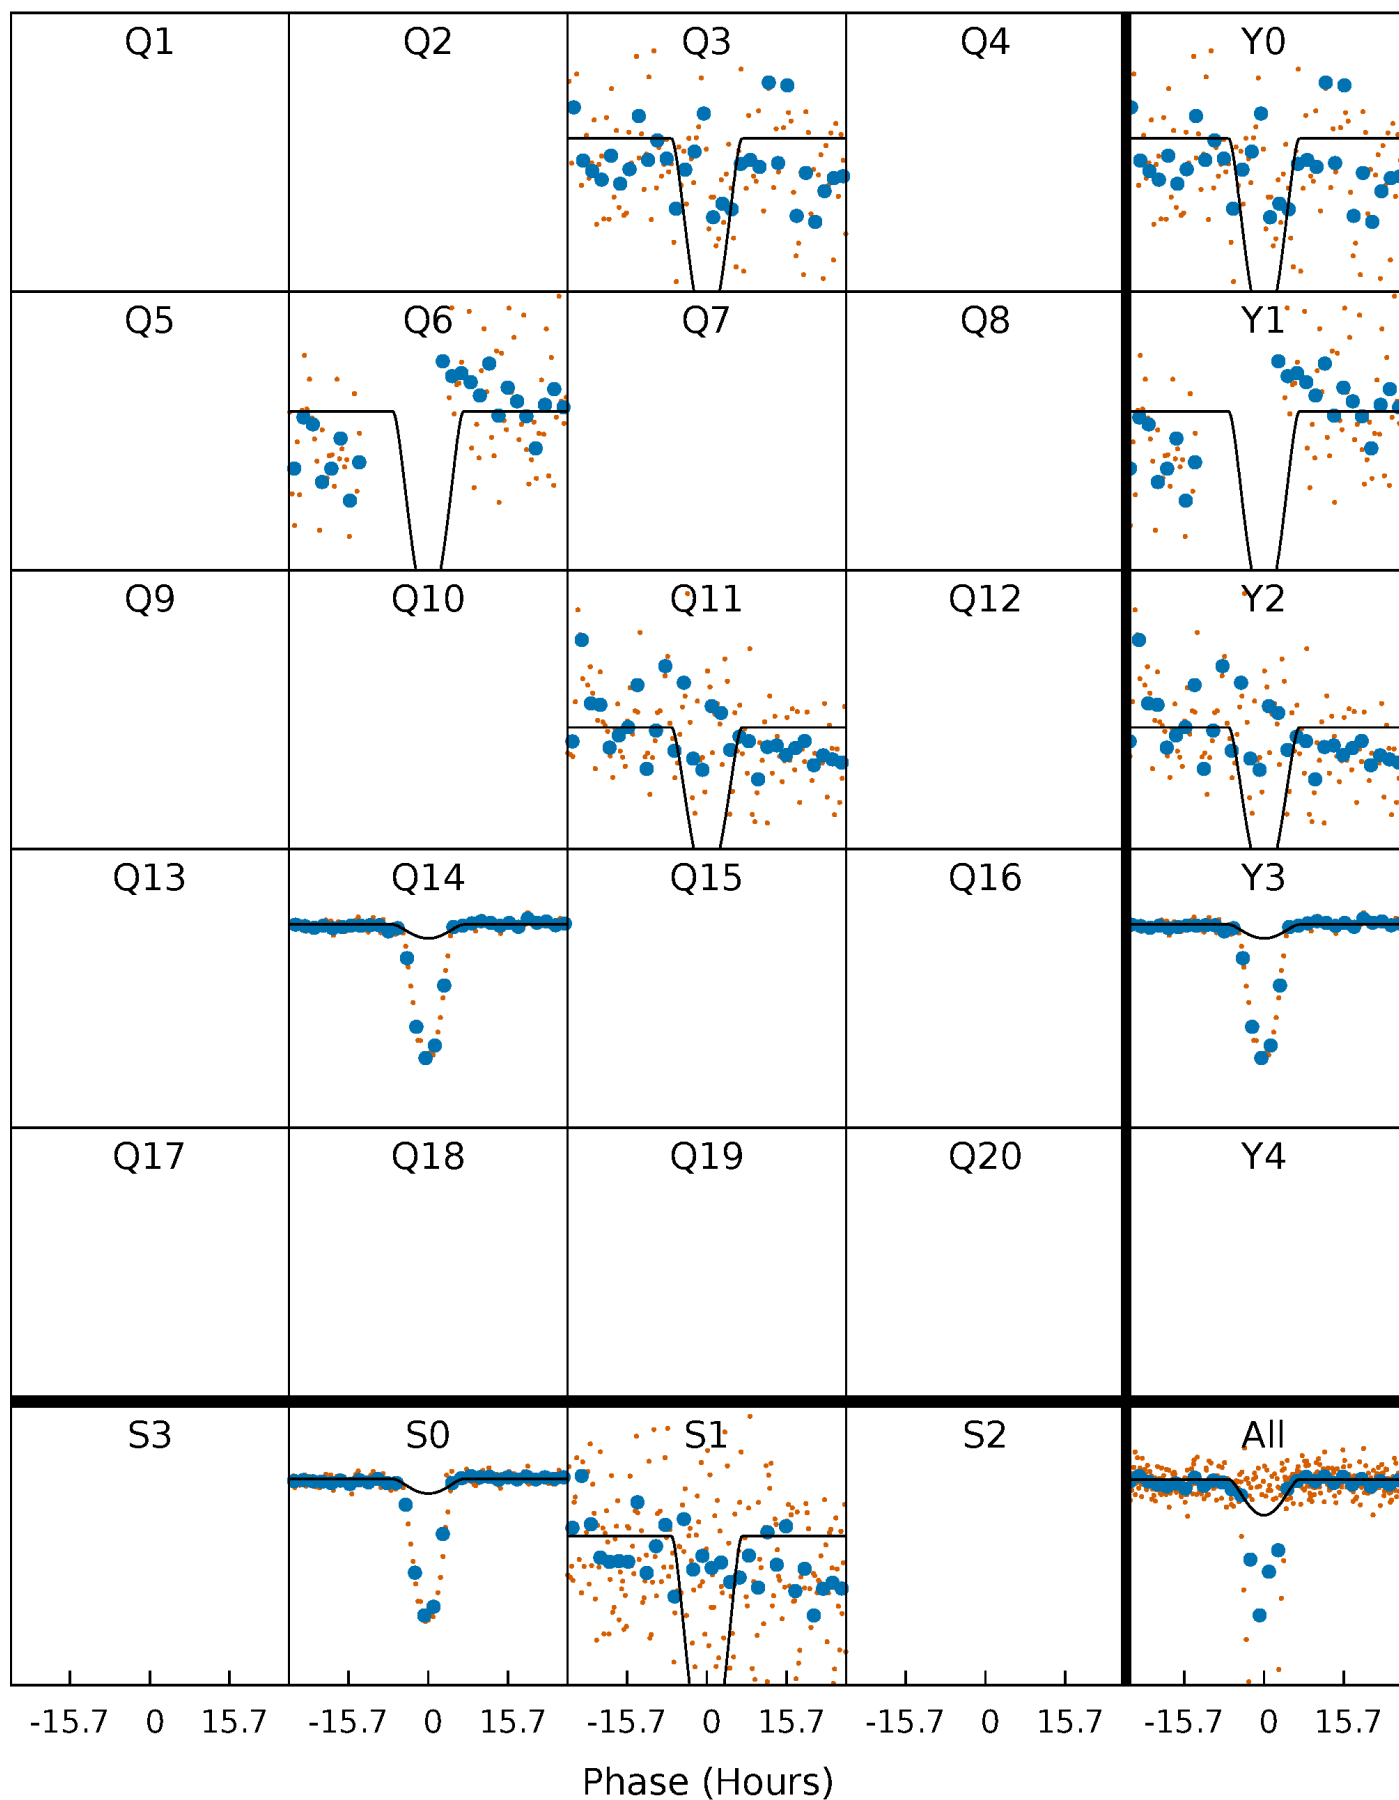 Q1 Q2 Q3 Q4 Y0
Q5 Q6 Q7 Q8 Y1
Q9 Q10 Q11 Q12 Y2
Q13 Q14 Q15 Q16 Y3
Q17 Q18 Q19 Q20 Y4
S3 S0 S1 S2 All
-15.7 0 15.7 -15.7 0 15.7 -15.7 0 15.7 -15.7 0 15.7 -15.7 0 15.7
Phase (Hours)